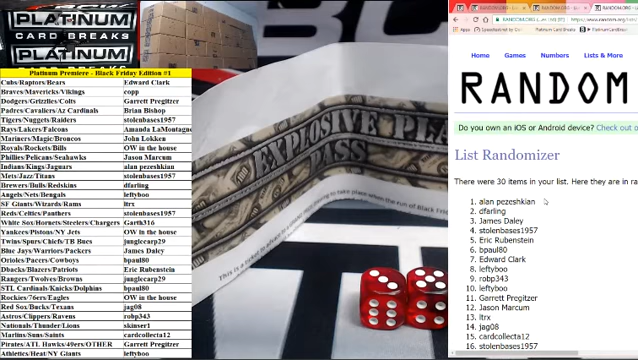 PLATINUM
CARD BREAKS
PLATINUM
CARD BREAKS
Platinum Premiere - Black Friday Edition #1
Cubs/Raptors/Bears Edward Clark
Braves/Mavericks/Vikings copp
Dodgers/Grizzlies/Colts Garrett Pregitzer
Padres/Cavaliers/Az Cardinals Brian Bishop
Tigers/Nuggets/Raiders stolenbases1957
Rays/Lakers/Falcons Amanda LaMontagne
Mariners/Magic/Broncos John Lokken
Royals/Rockets/Bills OW in the house
Phillies/Pelicans/Seahawks Jason Marcum
Indians/Kings/Jaguars alan pezeshkian
Mets/Jazz/Titans stolenbases1957
Brewers/Bulls/Redskins dfarling
Angels/Nets/Bengals leftyboo
SF Giants/Wizards/Rams ltrx
Reds/Celtics/Panthers stolenbases1957
White Sox/Hornets/Steelers/Chargers Garth316
Yankees/Pistons/NY Jets OW in the house
Twins/Spurs/Chiefs/TB Bucs junglecarp29
Blue Jays/Warriors/Packers James Daley
Orioles/Pacers/Cowboys bpaul80
Dbacks/Blazers/Patriots Eric Rubenstein
Rangers/Twolves/Browns junglecarp29
STL Cardinals/Knicks/Dolphins bpaul80
Rockies/76ers/Eagles OW in the house
Red Sox/Bucks/Texans jag08
Astros/Clippers/Ravens robp343
Nationals/Thunder/Lions skinser1
Marlins/Suns/Saints cardcollecta12
Pirates/ATL Hawks/49ers/OTHER Garrett Pregitzer
Athletics/Heat/NY Giants leftyboo
EXPLOSIVE
PASS
Home Games Numbers Lists & More
RANDOM
Do you own an iOS or Android device? Check out
List Randomizer
There were 30 items in your list. Here they are in
1. alan pezeshkian
2. dfarling
3. James Daley
4. stolenbases1957
5. Eric Rubenstein
6. bpaul80
7. Edward Clark
8. leftyboo
9. robp343
10. leftyboo
11. Garrett Pregitzer
12. Jason Marcum
13. ltrx
14. jag08
15. cardcollecta12
16. stolenbases1957